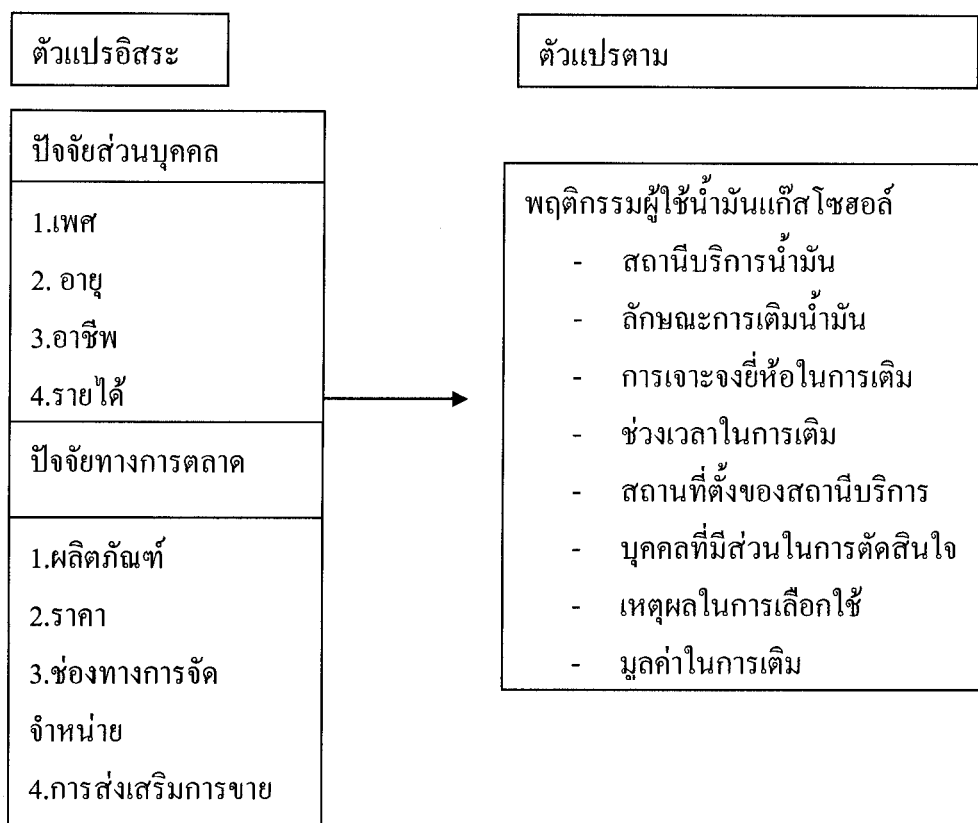 ตัวแปรอิสระ
ปัจจัยส่วนบุคคล
1.เพศ
2. อายุ
3.อาชีพ
4.รายได้
ปัจจัยทางการตลาด
1.ผลิตภัณฑ์
2.ราคา
3.ช่องทางการจัด
จำหน่าย
4.การส่งเสริมการขาย
ตัวแปรตาม
พฤติกรรมผู้ใช้น้ำมันแก๊สโซฮอล์
- สถานีบริการน้ำมัน
- ลักษณะการเติมน้ำมัน
- การเจาะจงยี่ห้อในการเติม
- ช่วงเวลาในการเติม
- สถานที่ตั้งของสถานีบริการ
- บุคคลที่มีส่วนในการตัดสินใจ
- เหตุผลในการเลือกใช้
- มูลค่าในการเติม